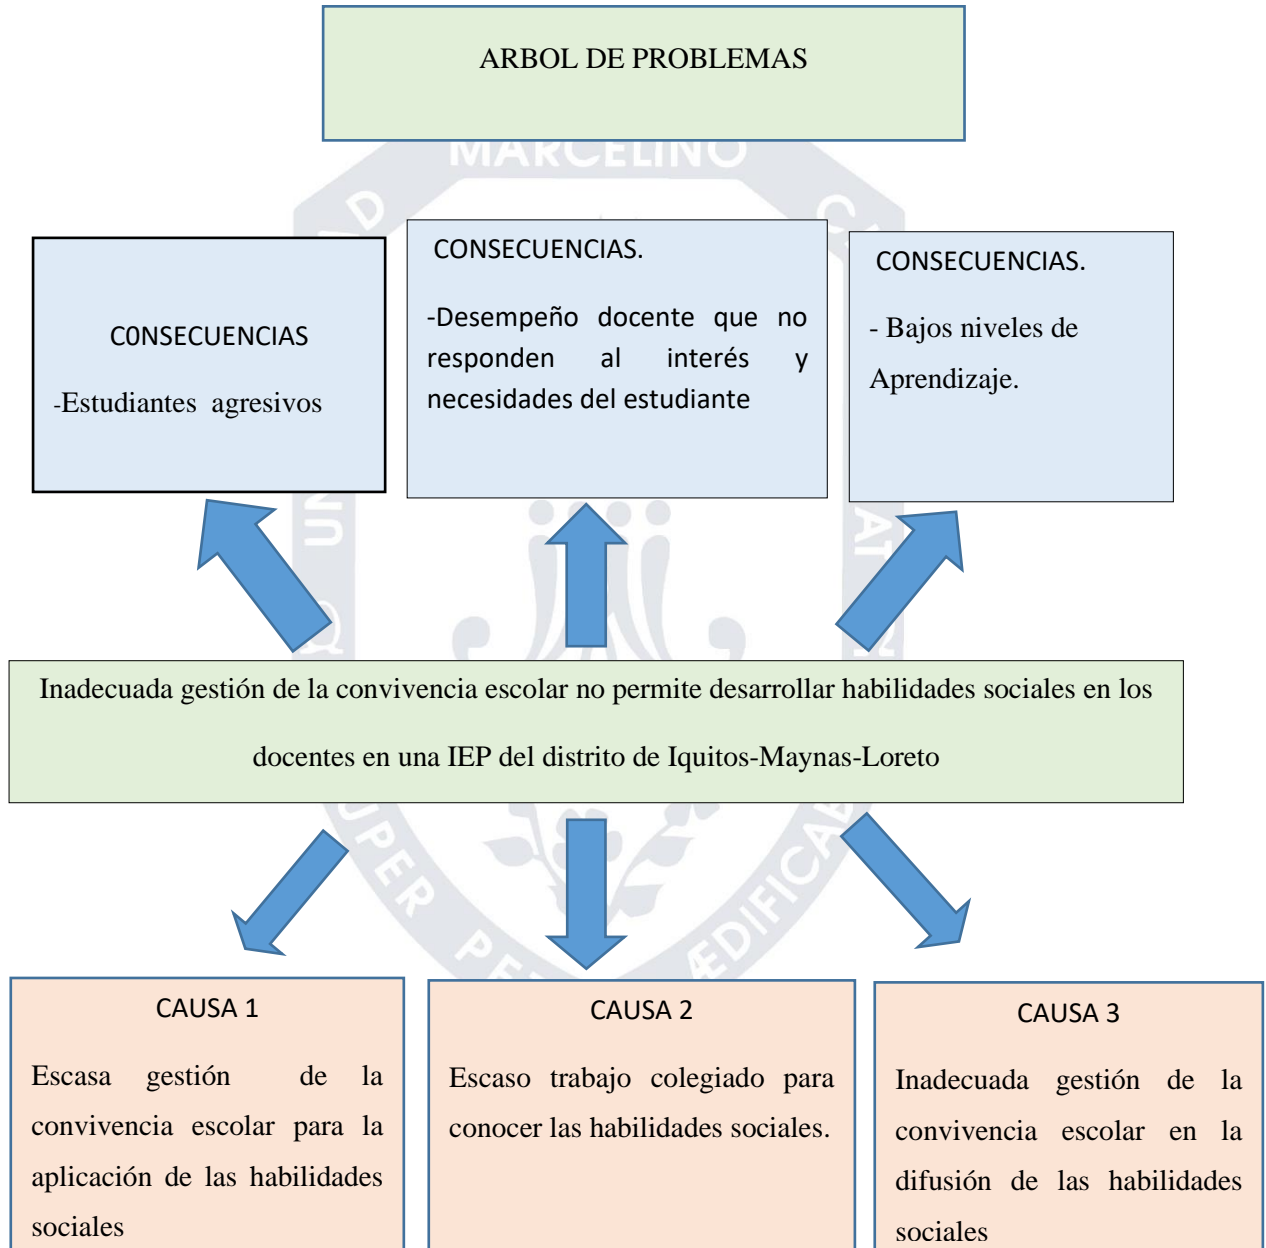 ARBOL DE PROBLEMAS
MARCELINO
C0NSECUENCIAS
-Estudiantes agresivos
CONSECUENCIAS.
-Desempeño docente que no
responden al interés y
necesidades del estudiante
CONSECUENCIAS.
- Bajos niveles de
Aprendizaje.
Inadecuada gestión de la convivencia escolar no permite desarrollar habilidades sociales en los
docentes en una IEP del distrito de Iquitos-Maynas-Loreto
CAUSA 1
Escasa gestión de la
convivencia escolar para la
aplicación de las habilidades
sociales
CAUSA 2
Escaso trabajo colegiado para
conocer las habilidades sociales.
CAUSA 3
Inadecuada gestión de la
convivencia escolar en la
difusión de las habilidades
sociales